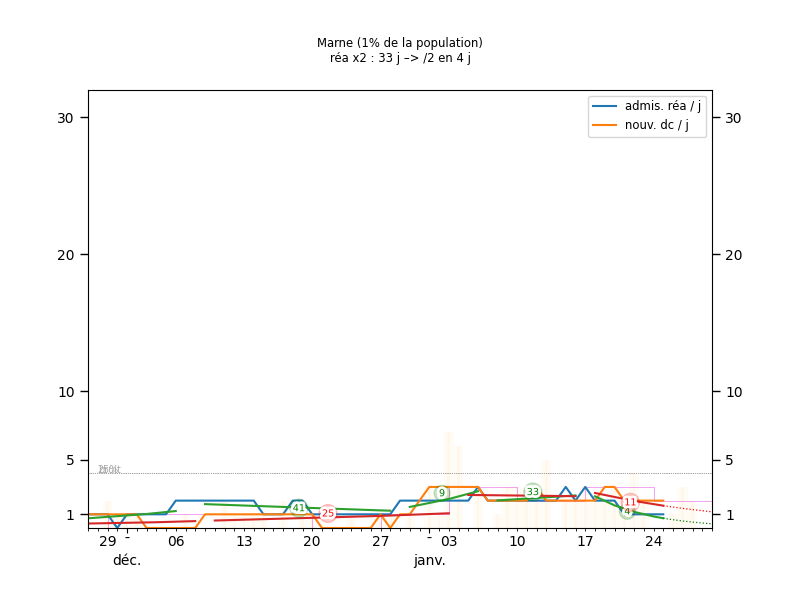 Marne (1% de la population)
réa x2 : 33 j –> /2 en 4 j
admis. réa / j
nouv. dc / j
30 30
20 20
10 10
5 5
1 1
9 33 41 25 11 4
29 - 06 13 20 27 - 03 10 17 24
déc. janv.